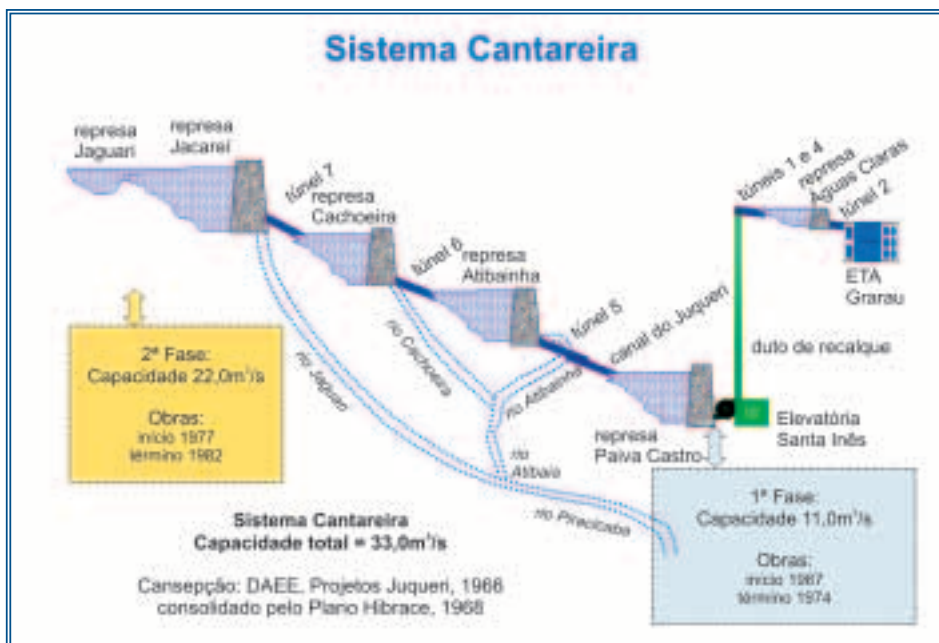 Sistema Cantareira
represa
Jaguari
represa
Jacareí
túnel 7
represa
Cachoeira
túnel 6
represa
Atibainha
túnel 5
canal do Juqueri
túneis 1 e 4
represa
Águas Claras
túnel 2
ETA
Grarau
duto de recalque
Elevatória
Santa Inês
represa
Paiva Castro
rio Jaguari
rio Cachoeira
rio Atibainha
rio
Atibaia
rio Piracicaba
2ª Fase:
Capacidade 22,0m³/s
Obras:
início 1977
término 1982
1ª Fase:
Capacidade 11,0m³/s
Obras:
início 1967
término 1974
Sistema Cantareira
Capacidade total = 33,0m³/s
Cansepção: DAEE, Projetos Juqueri, 1966
consolidado pelo Plano Hibrace, 1968